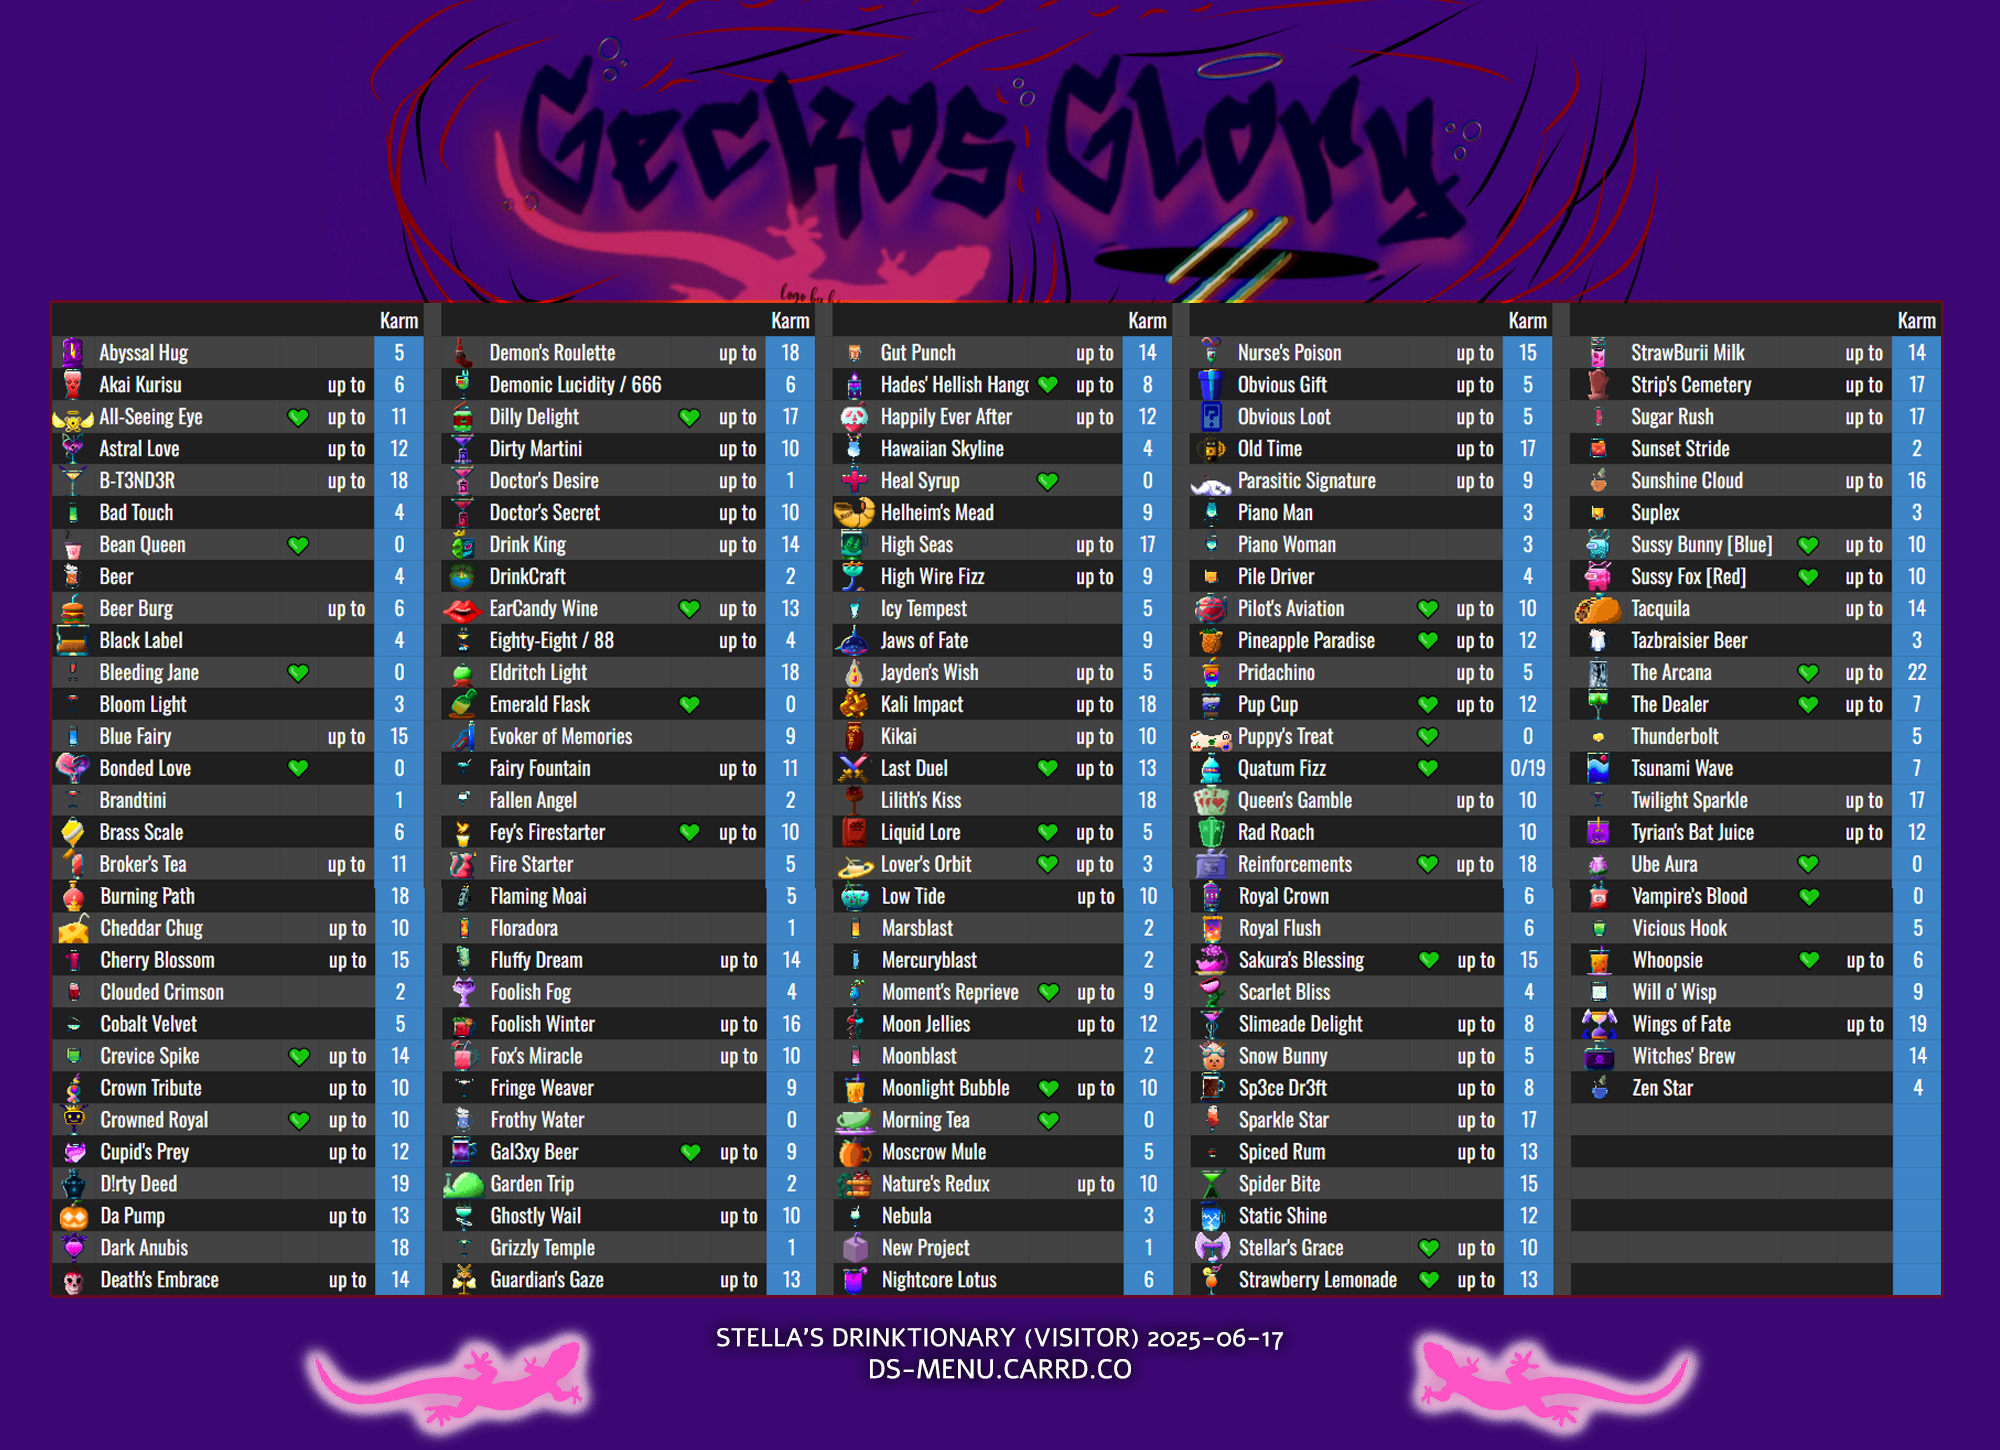 Geckos Glory
logo by
Karm
Abyssal Hug 5
Akai Kurisu up to 6
All-Seeing Eye up to 11
Astral Love up to 12
B-T3ND3R up to 18
Bad Touch 4
Bean Queen 0
Beer 4
Beer Burg up to 6
Black Label 4
Bleeding Jane 0
Bloom Light 3
Blue Fairy up to 15
Bonded Love 0
Brandtini 1
Brass Scale 6
Broker's Tea up to 11
Burning Path 18
Cheddar Chug up to 10
Cherry Blossom up to 15
Clouded Crimson 2
Cobalt Velvet 5
Crevice Spike up to 14
Crown Tribute up to 10
Crowned Royal up to 10
Cupid's Prey up to 12
D!rty Deed 19
Da Pump up to 13
Dark Anubis 18
Death's Embrace up to 14
Karm
Demon's Roulette up to 18
Demonic Lucidity / 666 6
Dilly Delight up to 17
Dirty Martini up to 10
Doctor's Desire up to 1
Doctor's Secret up to 10
Drink King up to 14
DrinkCraft 2
EarCandy Wine up to 13
Eighty-Eight / 88 up to 4
Eldritch Light 18
Emerald Flask 0
Evoker of Memories 9
Fairy Fountain up to 11
Fallen Angel 2
Fey's Firestarter up to 10
Fire Starter 5
Flaming Moai 5
Floradora 1
Fluffy Dream up to 14
Foolish Fog 4
Foolish Winter up to 16
Fox's Miracle up to 10
Fringe Weaver 9
Frothy Water 0
Gal3xy Beer up to 9
Garden Trip 2
Ghostly Wail up to 10
Grizzly Temple 1
Guardian's Gaze up to 13
Karm
Gut Punch up to 14
Hades' Hellish Hango up to 8
Happily Ever After up to 12
Hawaiian Skyline 4
Heal Syrup 0
Helheim's Mead 9
High Seas up to 17
High Wire Fizz up to 9
Icy Tempest 5
Jaws of Fate 9
Jayden's Wish up to 5
Kali Impact up to 18
Kikai up to 10
Last Duel up to 13
Lilith's Kiss 18
Liquid Lore up to 5
Lover's Orbit up to 3
Low Tide up to 10
Marsblast 2
Mercuryblast 2
Moment's Reprieve up to 9
Moon Jellies up to 12
Moonblast 2
Moonlight Bubble up to 10
Morning Tea 0
Moscrow Mule 5
Nature's Redux up to 10
Nebula 3
New Project 1
Nightcore Lotus 6
Karm
Nurse's Poison up to 15
Obvious Gift up to 5
Obvious Loot up to 5
Old Time up to 17
Parasitic Signature up to 9
Piano Man 3
Piano Woman 3
Pile Driver 4
Pilot's Aviation up to 10
Pineapple Paradise up to 12
Pridachino up to 5
Pup Cup up to 12
Puppy's Treat 0
Quatum Fizz 0/19
Queen's Gamble up to 10
Rad Roach 10
Reinforcements up to 18
Royal Crown 6
Royal Flush 6
Sakura's Blessing up to 15
Scarlet Bliss 4
Slimeade Delight up to 8
Snow Bunny up to 5
Sp3ce Dr3ft up to 8
Sparkle Star up to 17
Spiced Rum up to 13
Spider Bite 15
Static Shine 12
Stellar's Grace up to 10
Strawberry Lemonade up to 13
Karm
StrawBurii Milk up to 14
Strip's Cemetery up to 17
Sugar Rush up to 17
Sunset Stride 2
Sunshine Cloud up to 16
Suplex 3
Sussy Bunny [Blue] up to 10
Sussy Fox [Red] up to 10
Tacquila up to 14
Tazbraisier Beer 3
The Arcana up to 22
The Dealer up to 7
Thunderbolt 5
Tsunami Wave 7
Twilight Sparkle up to 17
Tyrian's Bat Juice up to 12
Ube Aura 0
Vampire's Blood 0
Vicious Hook 5
Whoopsie up to 6
Will o' Wisp 9
Wings of Fate up to 19
Witches' Brew 14
Zen Star 4
STELLA'S DRINKTIONARY (VISITOR) 2025-06-17
DS-MENU.CARRD.CO